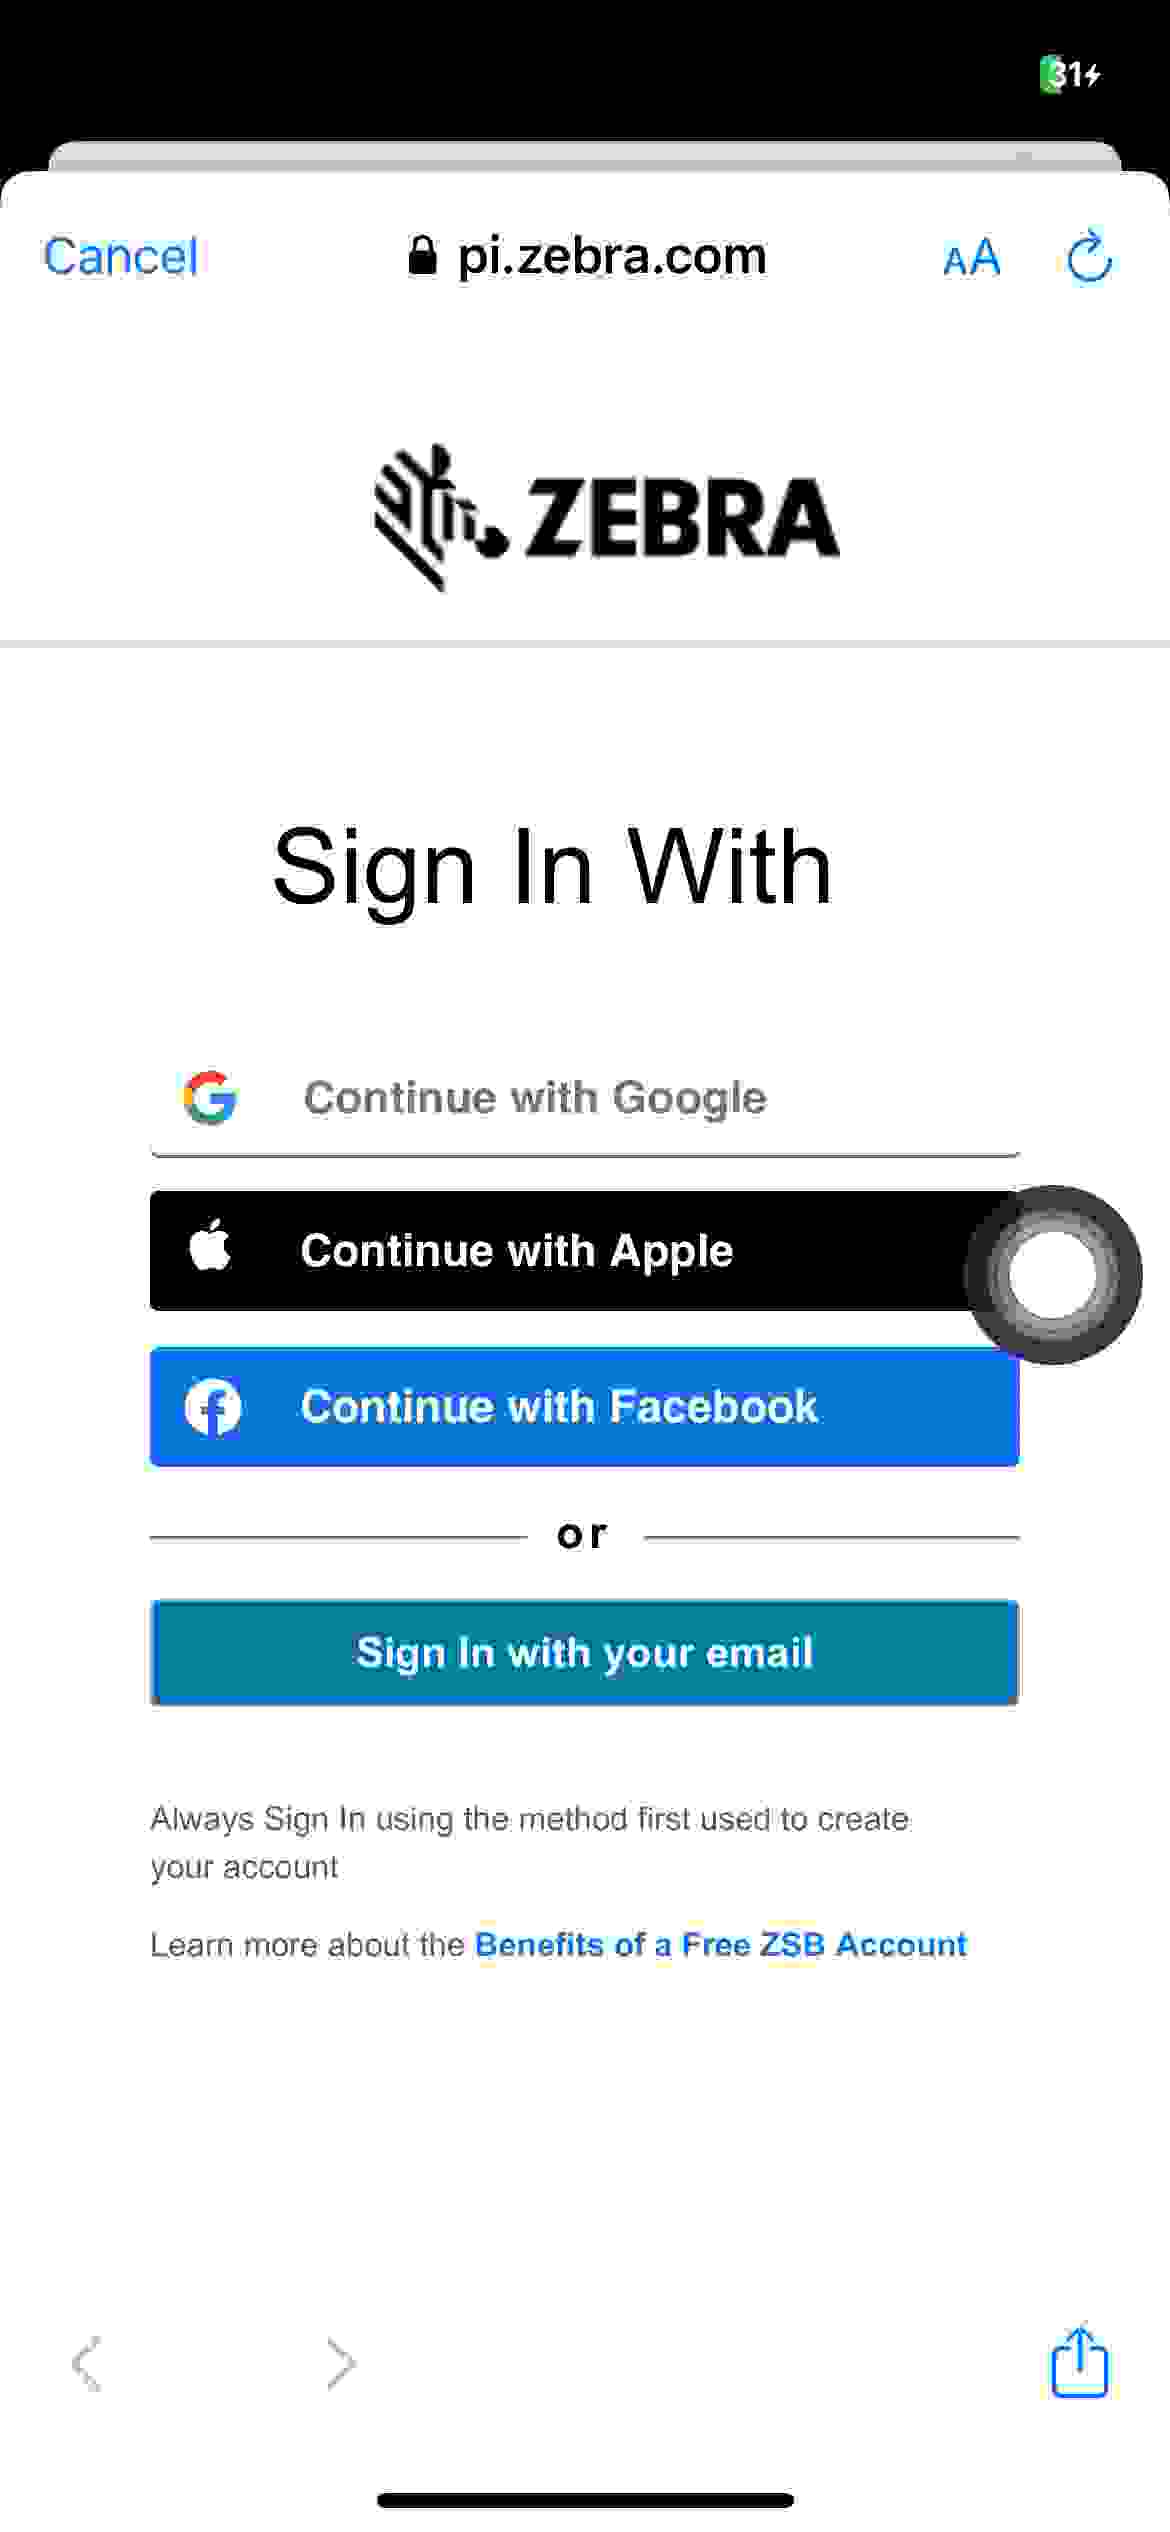 31
Cancel
pi.zebra.com
AA
ZEBRA
Sign In With
Continue with Google
Continue with Apple
Continue with Facebook
or
Sign In with your email
Always Sign In using the method first used to create
your account
Learn more about the Benefits of a Free ZSB Account